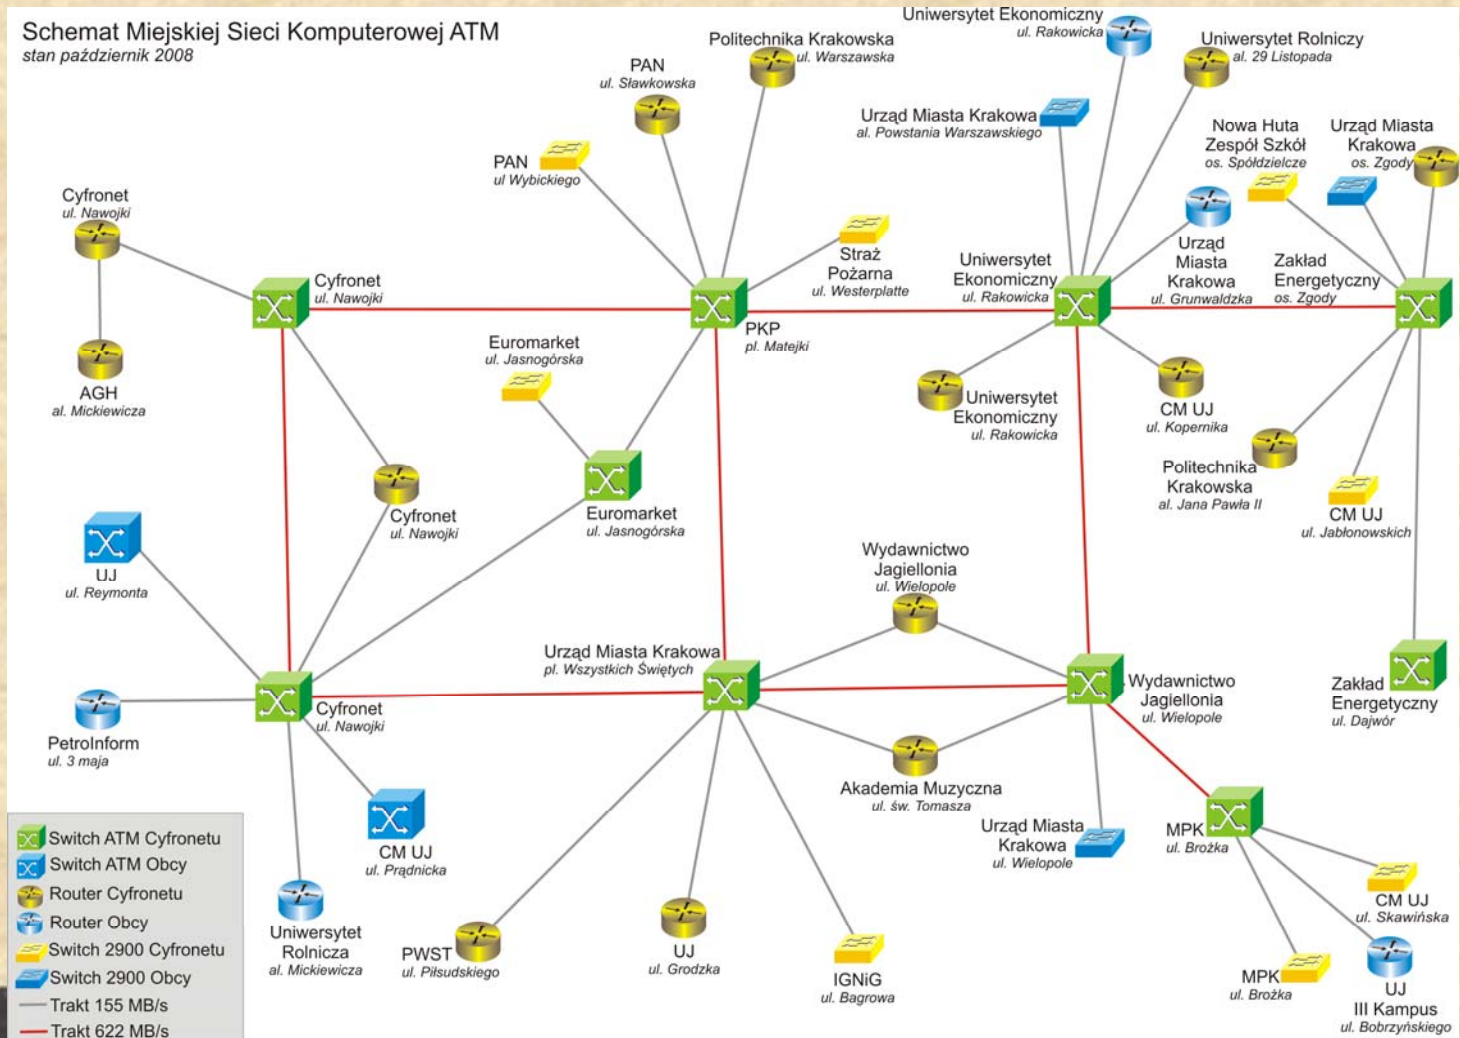 Schemat Miejskiej Sieci Komputerowej ATM
stan październik 2008
Uniwersytet Ekonomiczny
ul. Rakowicka
Politechnika Krakowska
ul. Warszawska
Uniwersytet Rolniczy
al. 29 Listopada
PAN
ul. Sławkowska
Urząd Miasta Krakowa
al. Powstania Warszawskiego
Nowa Huta
Zespół Szkół
os. Spółdzielcze
Urząd Miasta
Krakowa
os. Zgody
PAN
ul Wybickiego
Cyfronet
ul. Nawojki
Straż
Pożarna
ul. Westerplatte
Urząd
Miasta
Krakowa
ul. Grunwaldzka
Cyfronet
ul. Nawojki
Uniwersytet
Ekonomiczny
ul. Rakowicka
Zakład
Energetyczny
os. Zgody
PKP
pl. Matejki
Euromarket
ul. Jasnogórska
AGH
al. Mickiewicza
Uniwersytet
Ekonomiczny
ul. Rakowicka
CM UJ
ul. Kopernika
Politechnika
Krakowska
al. Jana Pawła II
CM UJ
ul. Jabłonowskich
Cyfronet
ul. Nawojki
Euromarket
ul. Jasnogórska
UJ
ul. Reymonta
Wydawnictwo
Jagiellonia
ul. Wielopole
Urząd Miasta Krakowa
pl. Wszystkich Świętych
Wydawnictwo
Jagiellonia
ul. Wielopole
Zakład
Energetyczny
ul. Dajwór
Cyfronet
ul. Nawojki
PetroInform
ul. 3 maja
Akademia Muzyczna
ul. św. Tomasza
Urząd Miasta
Krakowa
ul. Wielopole
MPK
ul. Brożka
CM UJ
ul. Prądnicka
CM UJ
ul. Skawińska
Uniwersytet
Rolnicza
al. Mickiewicza
PWST
ul. Piłsudskiego
UJ
ul. Grodzka
IGNiG
ul. Bagrowa
MPK
ul. Brożka
UJ
III Kampus
ul. Bobrzyńskiego
Switch ATM Cyfronetu
Switch ATM Obcy
Router Cyfronetu
Router Obcy
Switch 2900 Cyfronetu
Switch 2900 Obcy
Trakt 155 MB/s
Trakt 622 MB/s